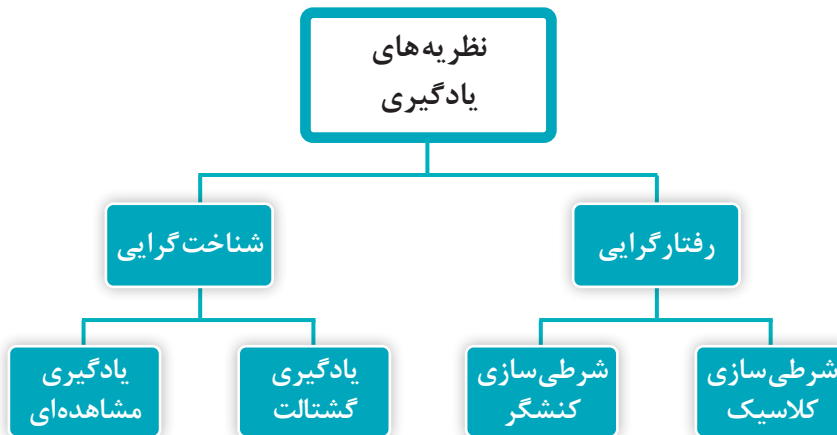 نظریه‌های
یادگیری
رفتارگرایی
شناخت‌گرایی
شرطی‌سازی
کلاسیک
شرطی‌سازی
کنشگر
یادگیری
گشتالت
یادگیری
مشاهده‌ای